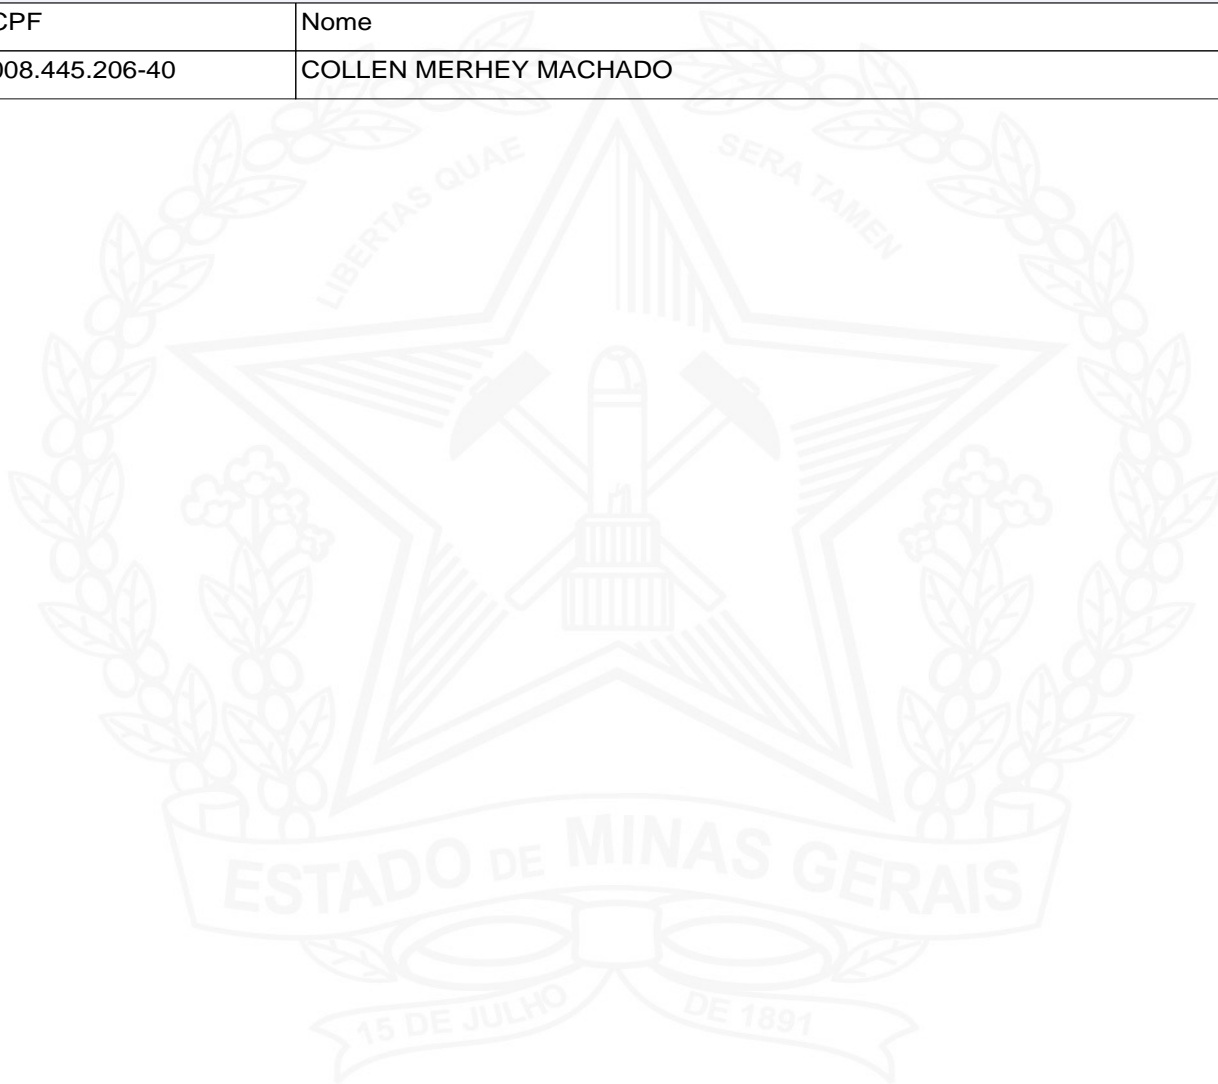 CPF Nome
008.445.206-40 COLLEN MERHEY MACHADO
LIBERTAS QUAE SERA TAMEN
ESTADO DE MINAS GERAIS
15 DE JULHO DE 1891